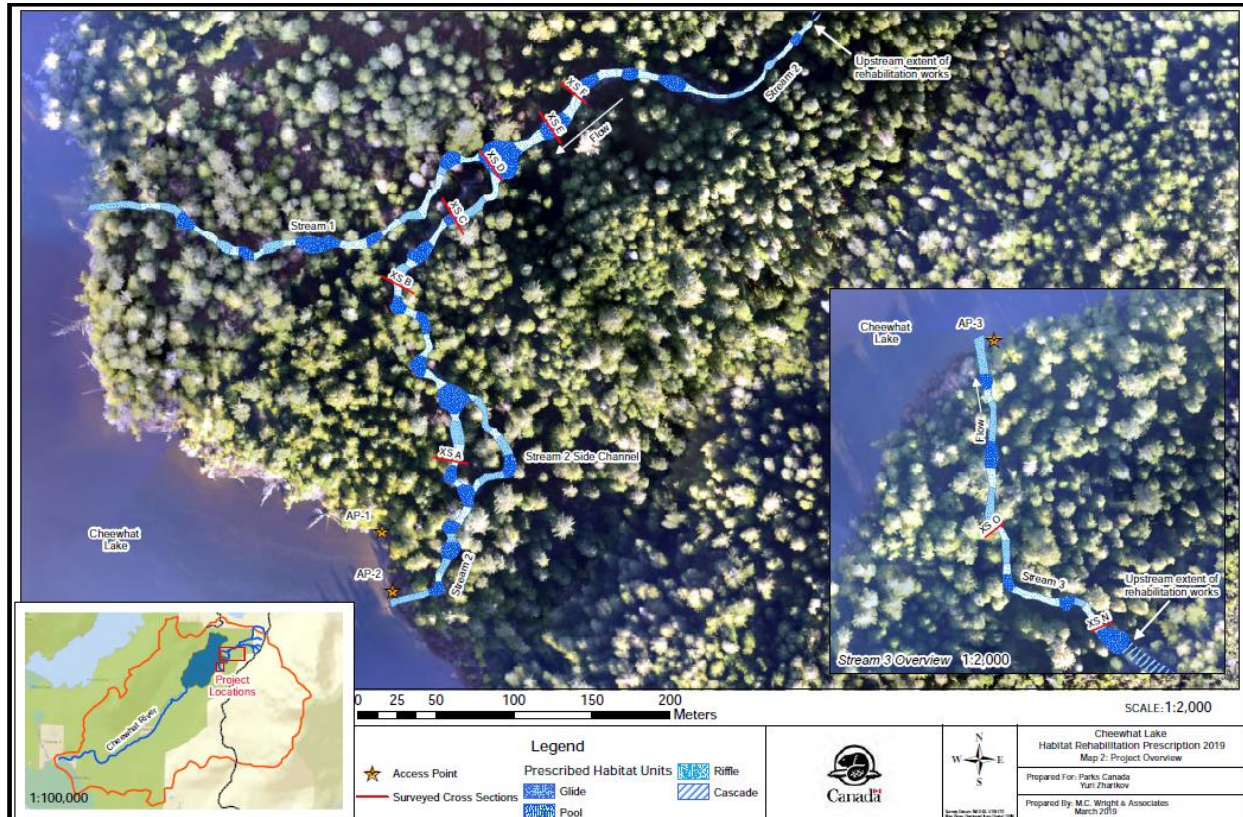 Upstream extent of
rehabilitation works
Stream 2
XS F
XS E
Flow
XS D
XS C
Stream 1
XS B
XS A
Stream 2 Side Channel
AP-1
Cheewhat
Lake
AP-2
Stream 2
Cheewhat
Lake
AP-3
Flow
XS O
Stream 3
Upstream extent of
rehabilitation works
XS N
Stream 3 Overview 1:2,000
Project
Locations
Cheewhat River
1:100,000
0 25 50 100 150 200
Meters
SCALE:1:2,000
Legend
Access Point
Surveyed Cross Sections
Prescribed Habitat Units
Glide
Pool
Riffle
Cascade
Canada
N
W E
S
Cheewhat Lake
Habitat Rehabilitation Prescription 2019
Map 2: Project Overview
Prepared For: Parks Canada
Yuri Zharikov
Prepared By: M.C. Wright & Associates
March 2019